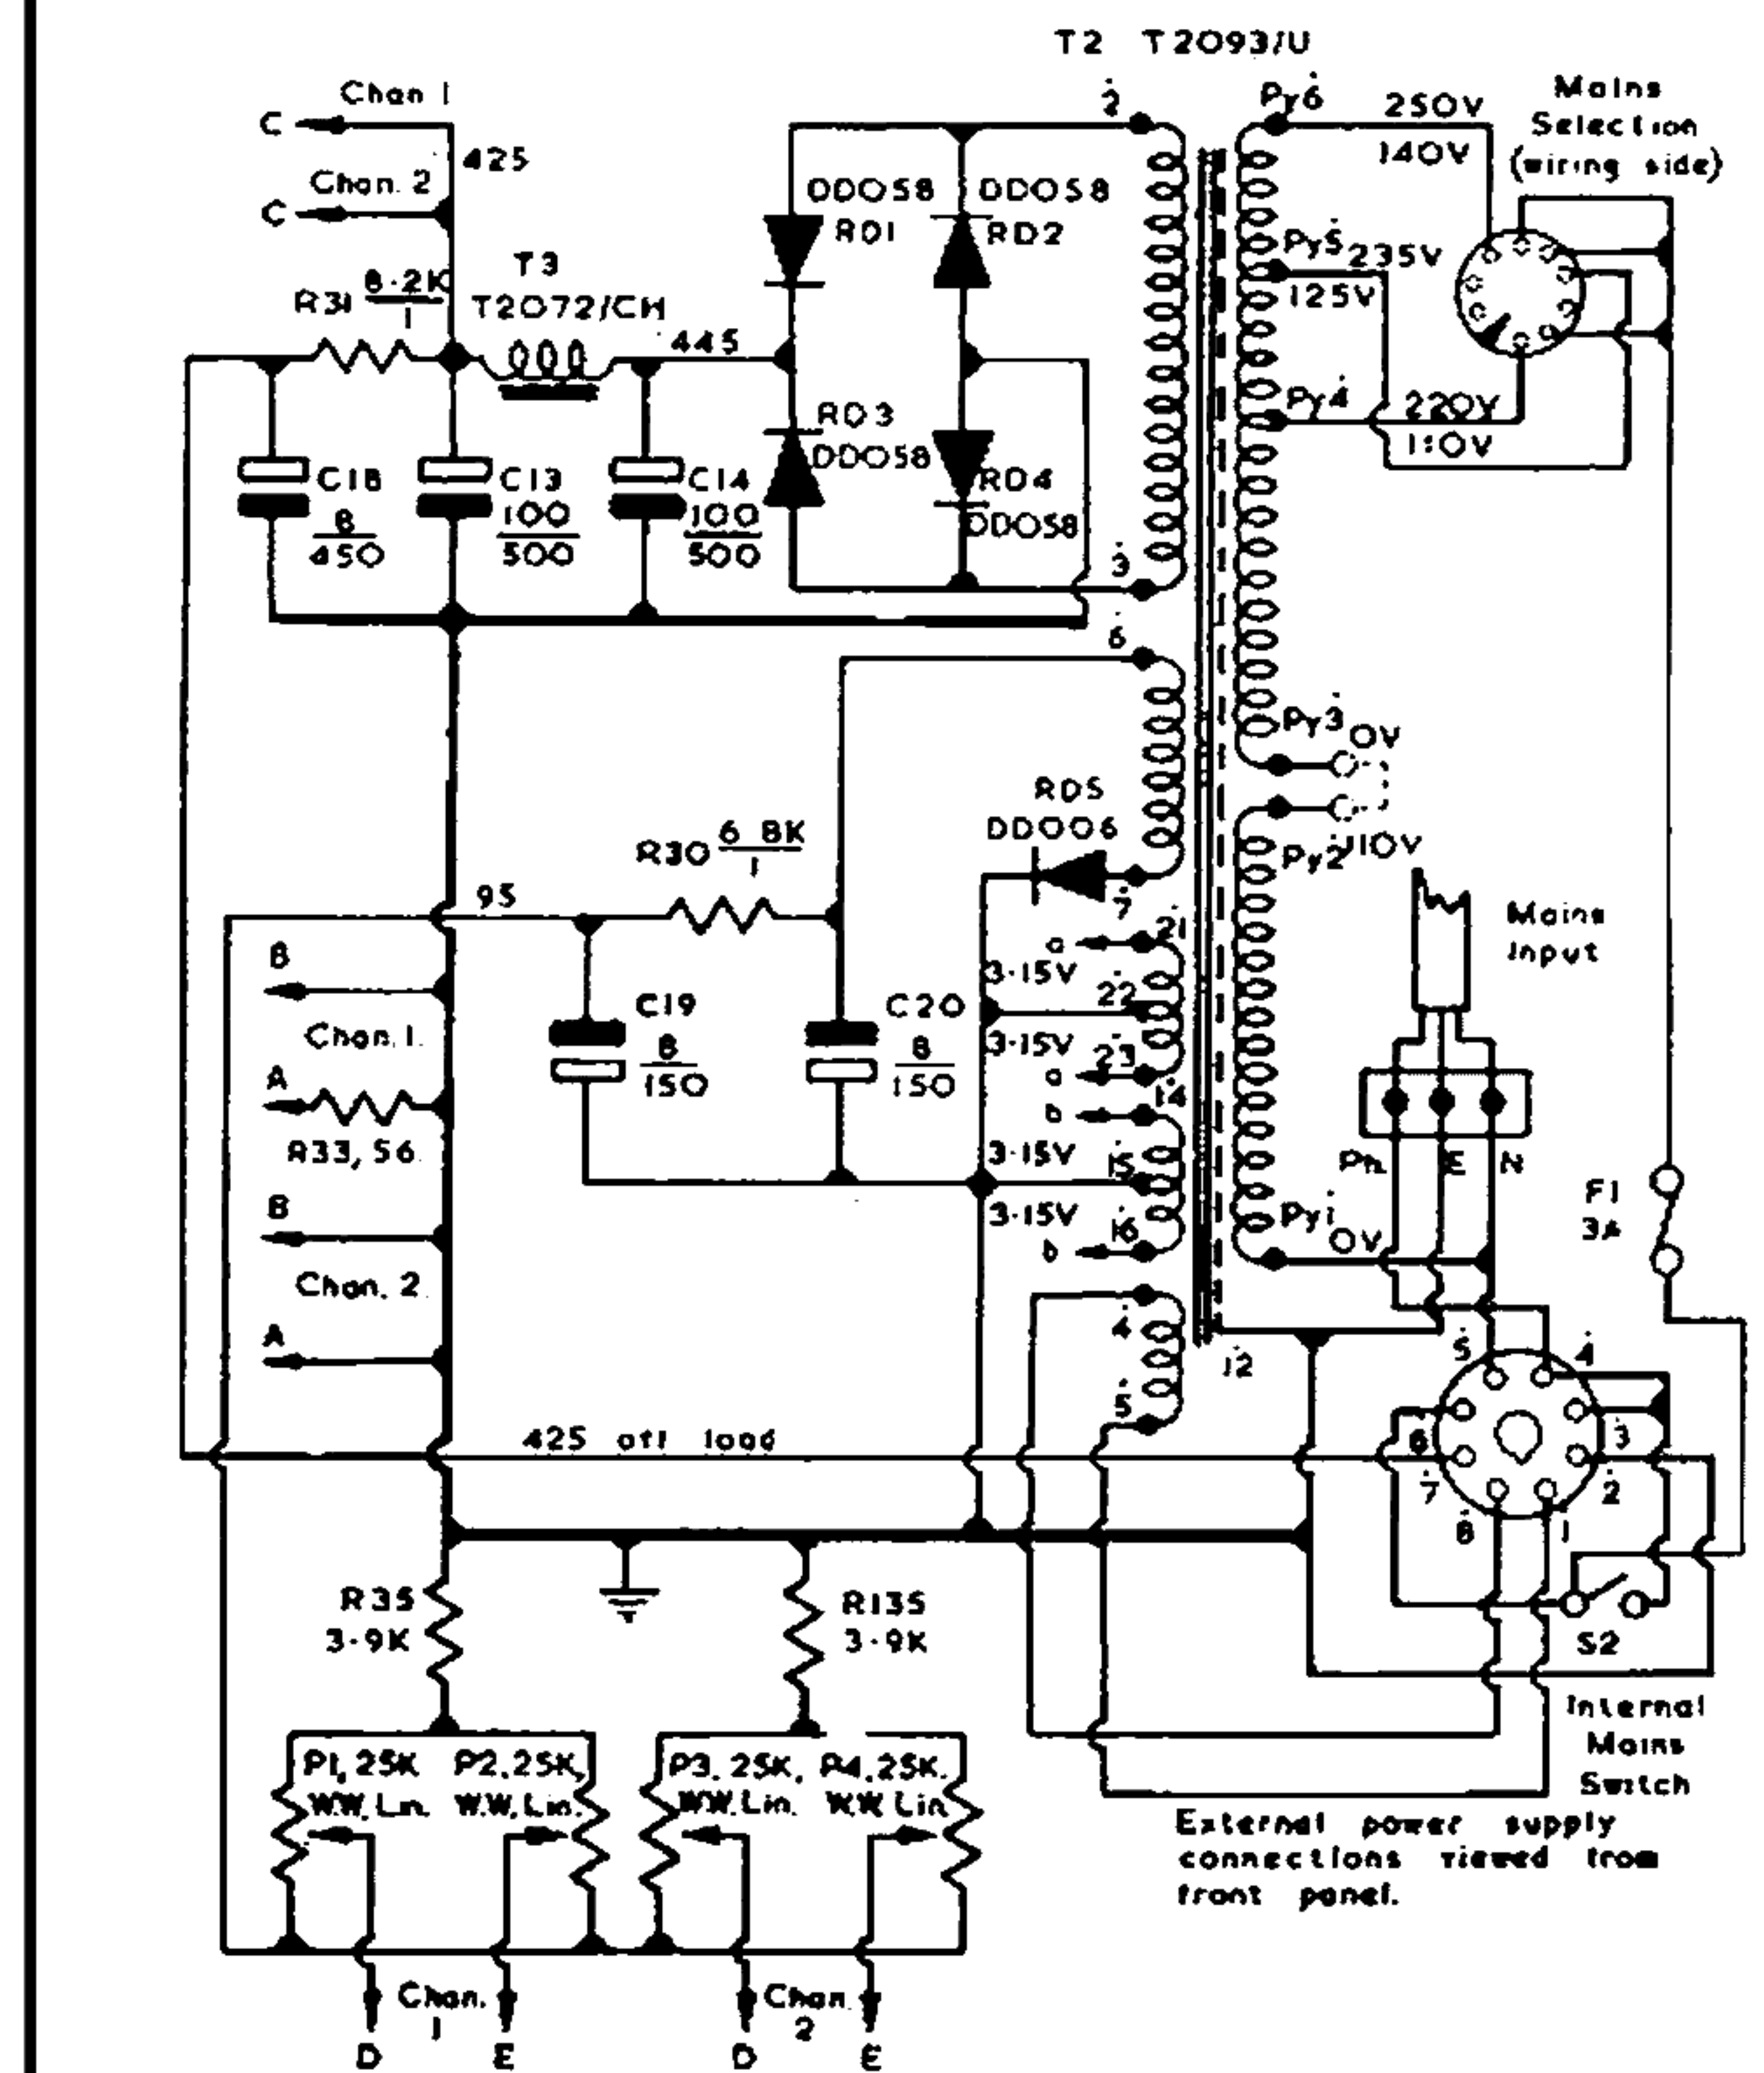 T2 T2093/U
Chan 1
C
425
Chan. 2
C
2
Py6
250V
140V
Mains
Selection
(wiring side)
DDO58
RD1
DDO58
RD2
Py5
235V
125V
R31 8·2K
1
T3
T2072/CH
445
RD3
DDO58
RD4
DDO58
Py4
220V
110V
C18
8
450
C13
100
500
C14
100
500
3
6
Py3
0V
RD5
DD006
R30 6 8K
1
95
7
Py2
110V
Mains
Input
B
Chan. 1.
A
R33, 56
B
Chan. 2
A
C19
8
150
C20
8
150
21
a
3·15V
22
3·15V
23
a
14
b
3·15V
15
3·15V
16
b
Py1
0V
Ph.
E
N
F1
3A
4
5
12
5
4
6
3
7
2
8
1
425 off load
R35
3·9K
R135
3·9K
S2
Internal
Mains
Switch
P1, 25K
W.W. Lin.
P2, 25K,
W.W. Lin.
P3, 25K,
W.W. Lin.
P4, 25K.
W.W. Lin
External power supply
connections viewed from
front panel.
Chan.
1
D
E
Chan
2
D
E